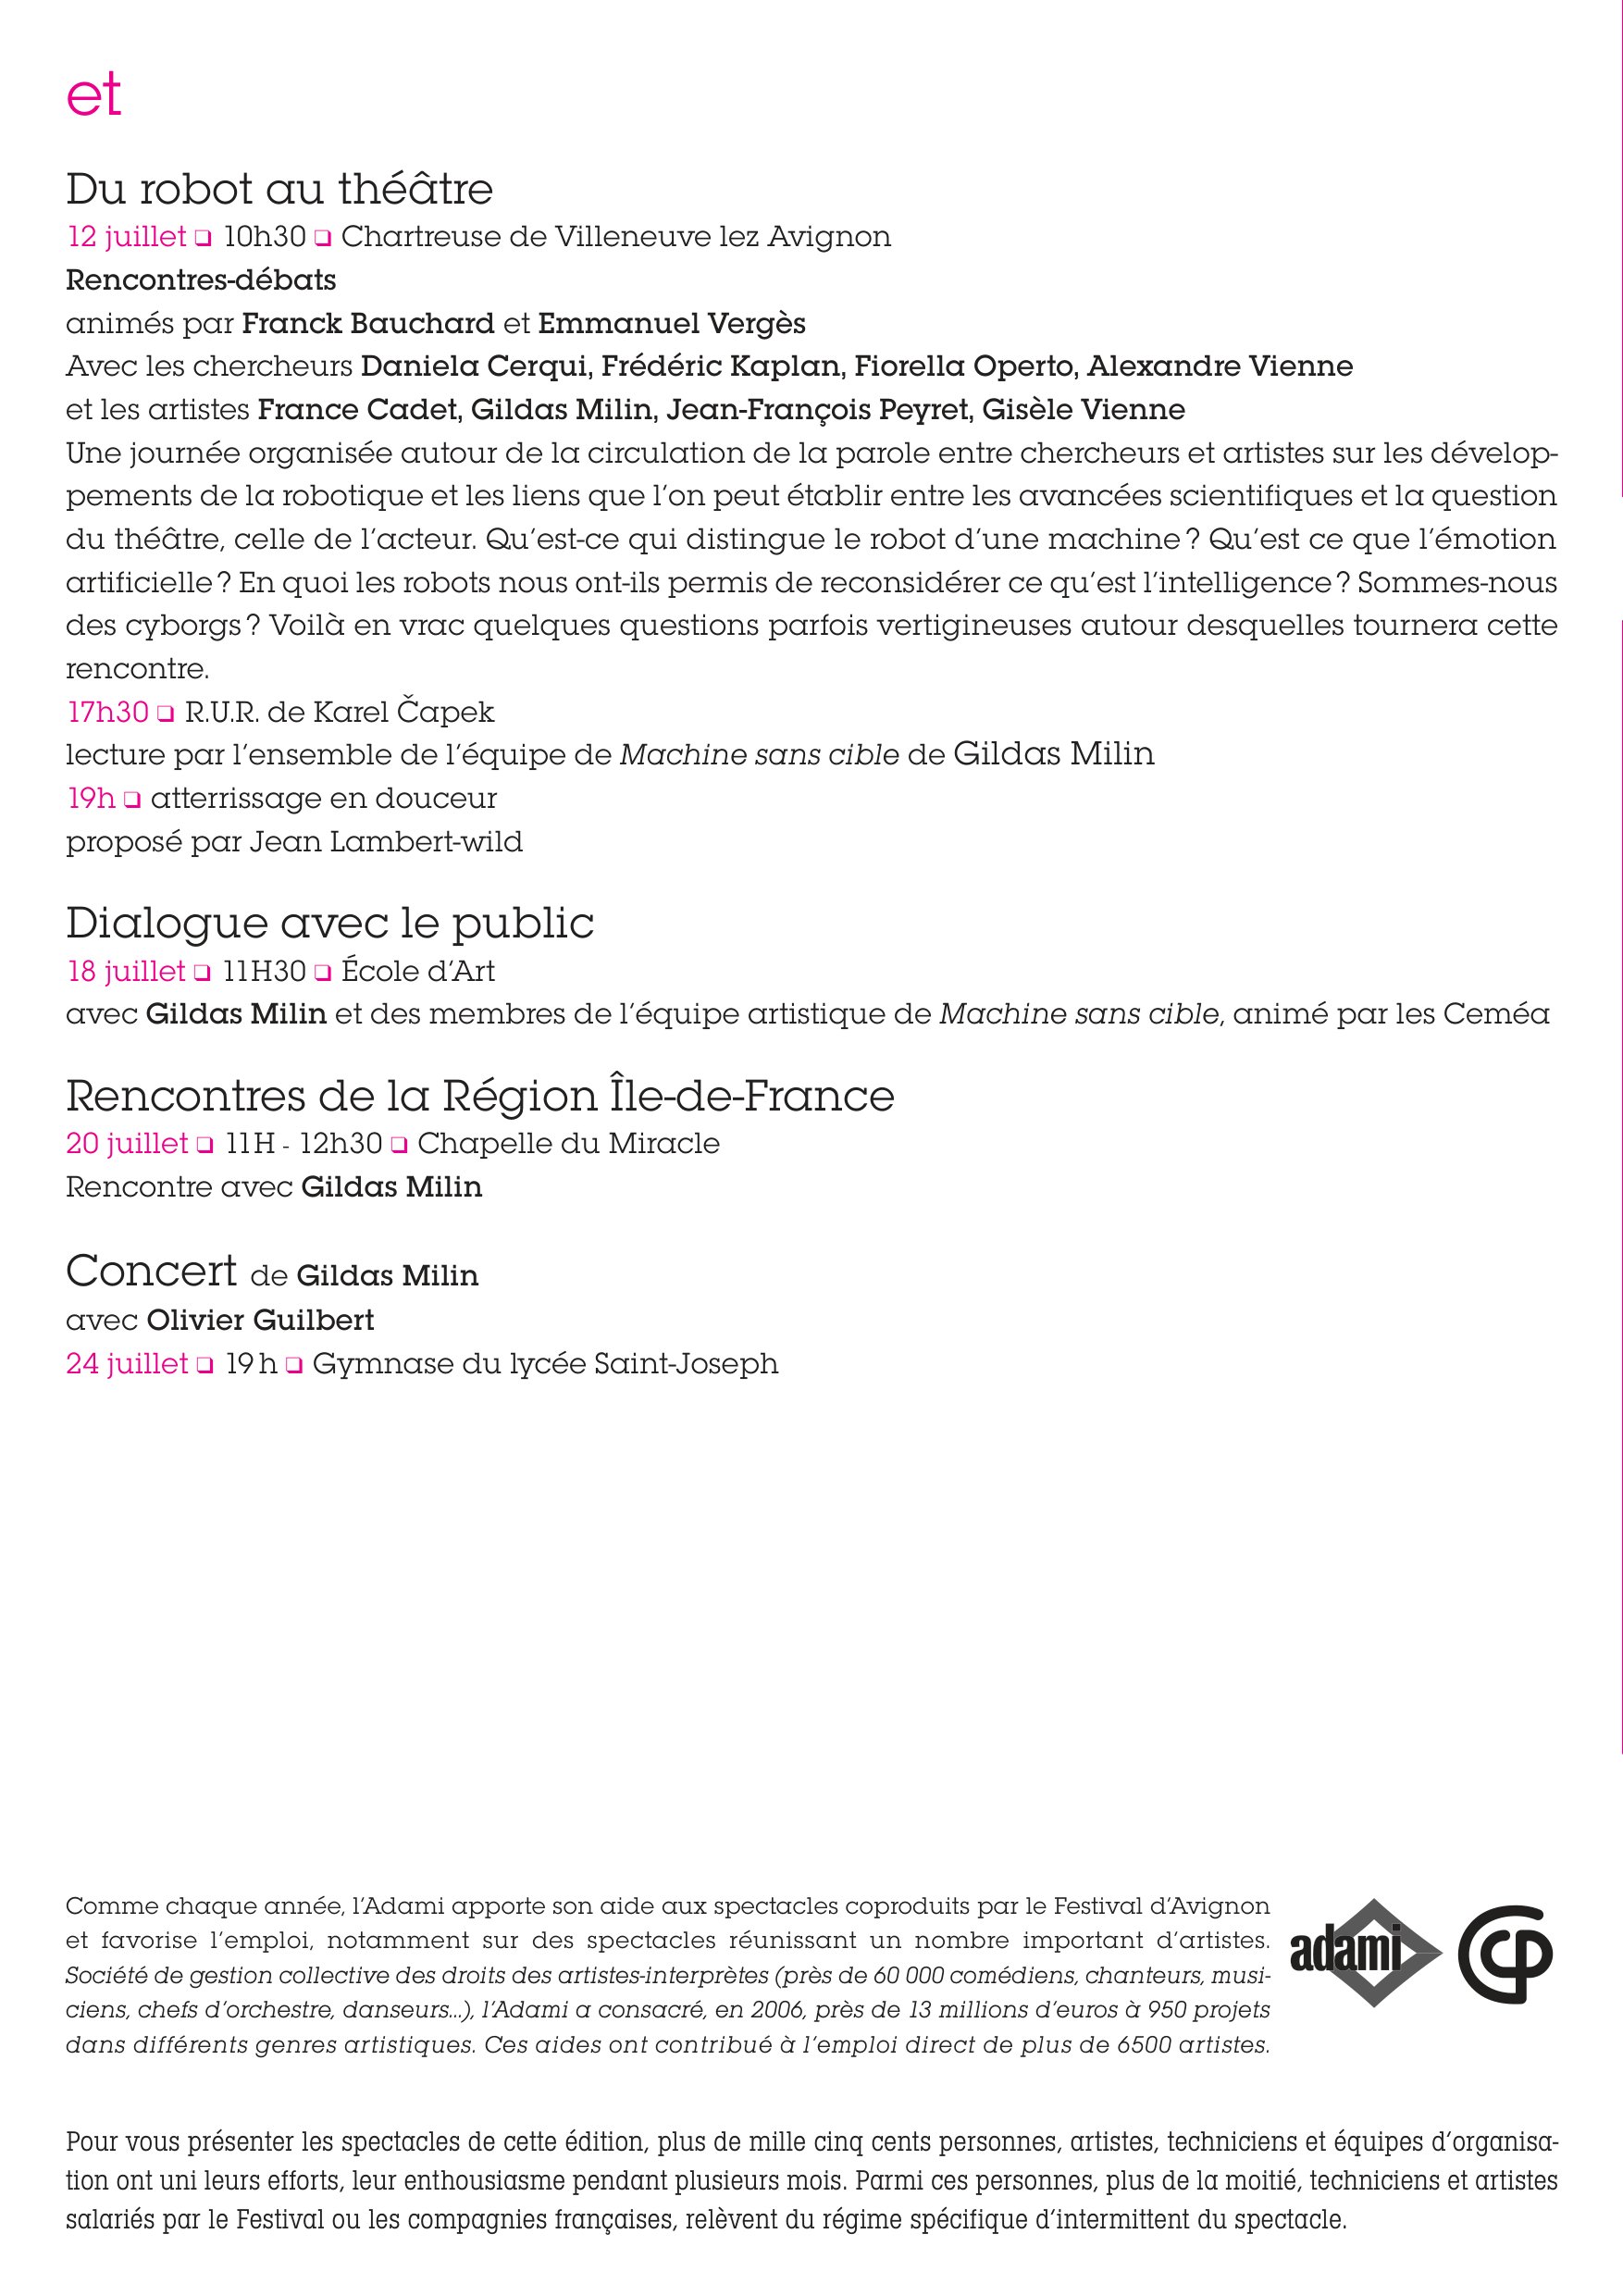 et
Du robot au théâtre
12 juillet ❏ 10h30 ❏ Chartreuse de Villeneuve lez Avignon
Rencontres-débats
animés par Franck Bauchard et Emmanuel Vergès
Avec les chercheurs Daniela Cerqui, Frédéric Kaplan, Fiorella Operto, Alexandre Vienne
et les artistes France Cadet, Gildas Milin, Jean-François Peyret, Gisèle Vienne
Une journée organisée autour de la circulation de la parole entre chercheurs et artistes sur les dévelop-
pements de la robotique et les liens que l’on peut établir entre les avancées scientifiques et la question
du théâtre, celle de l’acteur. Qu’est-ce qui distingue le robot d’une machine ? Qu’est ce que l’émotion
artificielle ? En quoi les robots nous ont-ils permis de reconsidérer ce qu’est l’intelligence ? Sommes-nous
des cyborgs ? Voilà en vrac quelques questions parfois vertigineuses autour desquelles tournera cette
rencontre.
17h30 ❏ R.U.R. de Karel Čapek
lecture par l’ensemble de l’équipe de Machine sans cible de Gildas Milin
19h ❏ atterrissage en douceur
proposé par Jean Lambert-wild
Dialogue avec le public
18 juillet ❏ 11H30 ❏ École d’Art
avec Gildas Milin et des membres de l’équipe artistique de Machine sans cible, animé par les Ceméa
Rencontres de la Région Île-de-France
20 juillet ❏ 11H - 12h30 ❏ Chapelle du Miracle
Rencontre avec Gildas Milin
Concert de Gildas Milin
avec Olivier Guilbert
24 juillet ❏ 19 h ❏ Gymnase du lycée Saint-Joseph
Comme chaque année, l’Adami apporte son aide aux spectacles coproduits par le Festival d’Avignon
et favorise l’emploi, notamment sur des spectacles réunissant un nombre important d’artistes.
Société de gestion collective des droits des artistes-interprètes (près de 60 000 comédiens, chanteurs, musi-
ciens, chefs d’orchestre, danseurs...), l’Adami a consacré, en 2006, près de 13 millions d’euros à 950 projets
dans différents genres artistiques. Ces aides ont contribué à l’emploi direct de plus de 6500 artistes.
adami
Pour vous présenter les spectacles de cette édition, plus de mille cinq cents personnes, artistes, techniciens et équipes d’organisa-
tion ont uni leurs efforts, leur enthousiasme pendant plusieurs mois. Parmi ces personnes, plus de la moitié, techniciens et artistes
salariés par le Festival ou les compagnies françaises, relèvent du régime spécifique d’intermittent du spectacle.